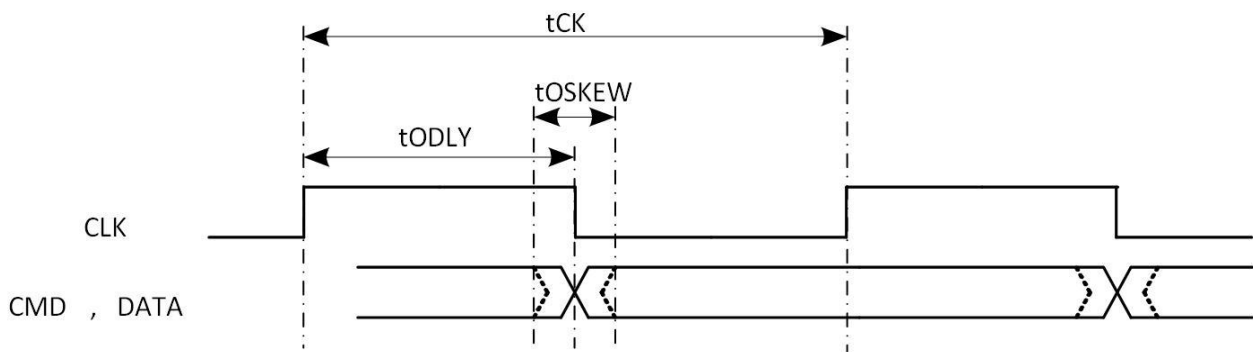 tCK
tOSKEW
tODLY
CLK
CMD , DATA